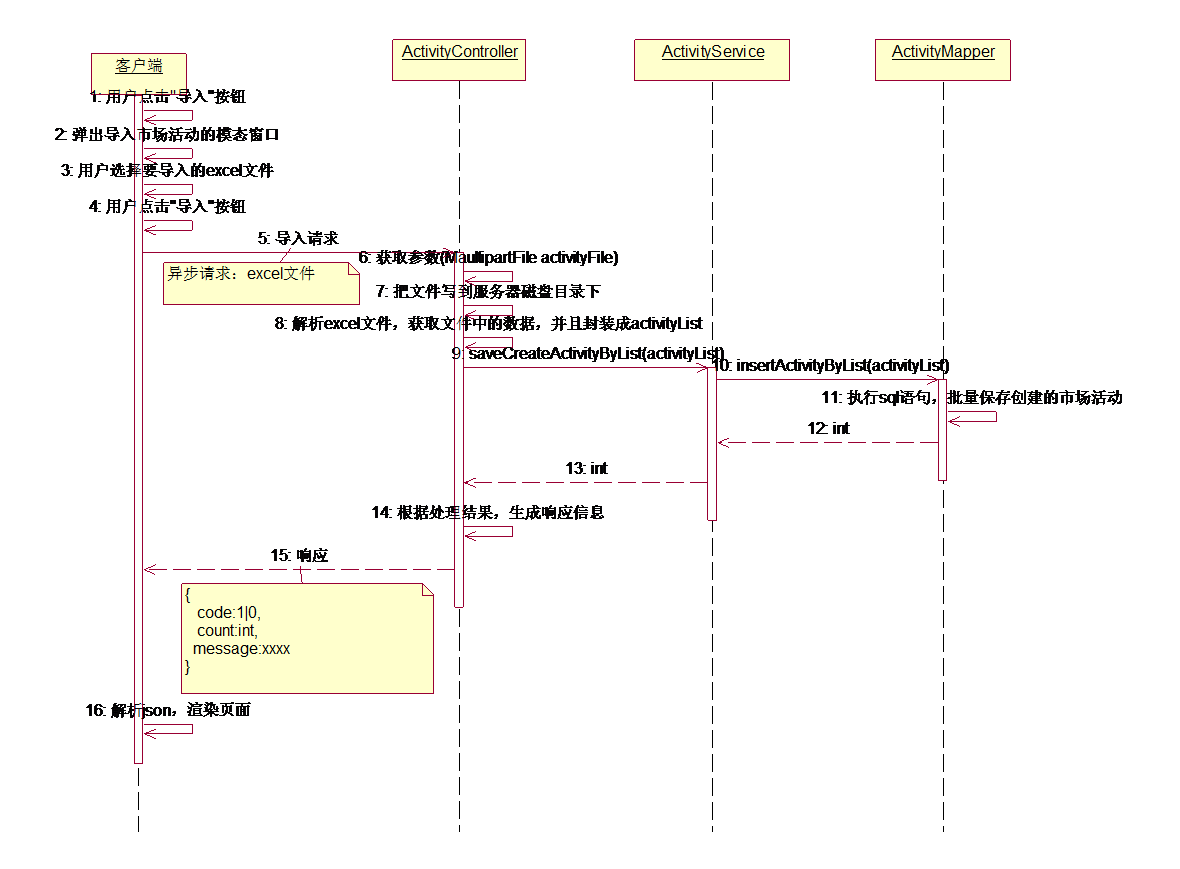 客户端
ActivityController
ActivityService
ActivityMapper
1: 用户点击"导入"按钮
2: 弹出导入市场活动的模态窗口
3: 用户选择要导入的excel文件
4: 用户点击"导入"按钮
5: 导入请求
异步请求：excel文件
6: 获取参数(MaultipartFile activityFile)
7: 把文件写到服务器磁盘目录下
8: 解析excel文件，获取文件中的数据，并且封装成activityList
9: saveCreateActivityByList(activityList)
10: insertActivityByList(activityList)
11: 执行sql语句，批量保存创建的市场活动
12: int
13: int
14: 根据处理结果，生成响应信息
15: 响应
{
code:1|0,
count:int,
message:xxxx
}
16: 解析json，渲染页面